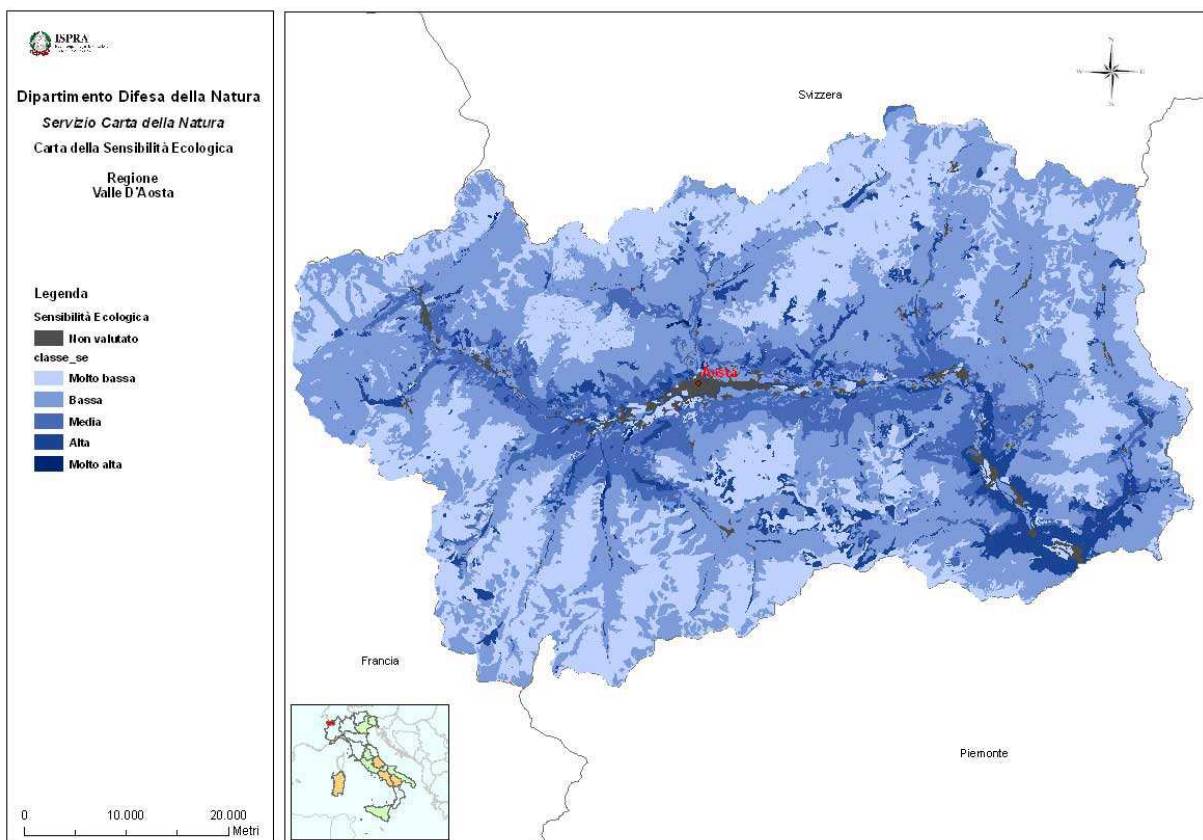 ISPRA
Dipartimento Difesa della Natura
Servizio Carta della Natura
Carta della Sensibilità Ecologica
Regione
Valle D'Aosta
Legenda
Sensibilità Ecologica
Non valutato
classe_se
Molto bassa
Bassa
Media
Alta
Molto alta
0 10.000 20.000
Metri
Svizzera
N
W E
S
Aosta
Francia
Piemonte